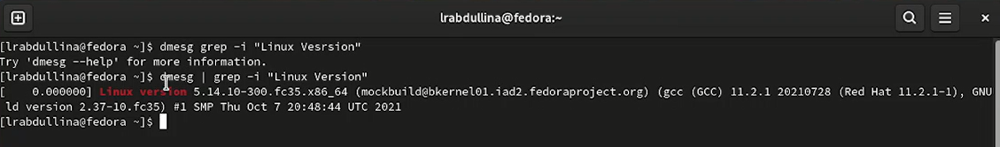 lrabdullina@fedora:~
[lrabdullina@fedora ~]$ dmesg grep -i "Linux Vesrsion"
Try 'dmesg --help' for more information.
[lrabdullina@fedora ~]$ dmesg | grep -i "Linux Version"
[    0.000000] Linux version 5.14.10-300.fc35.x86_64 (mockbuild@bkernel01.iad2.fedoraproject.org) (gcc (GCC) 11.2.1 20210728 (Red Hat 11.2.1-1), GNU
ld version 2.37-10.fc35) #1 SMP Thu Oct 7 20:48:44 UTC 2021
[lrabdullina@fedora ~]$